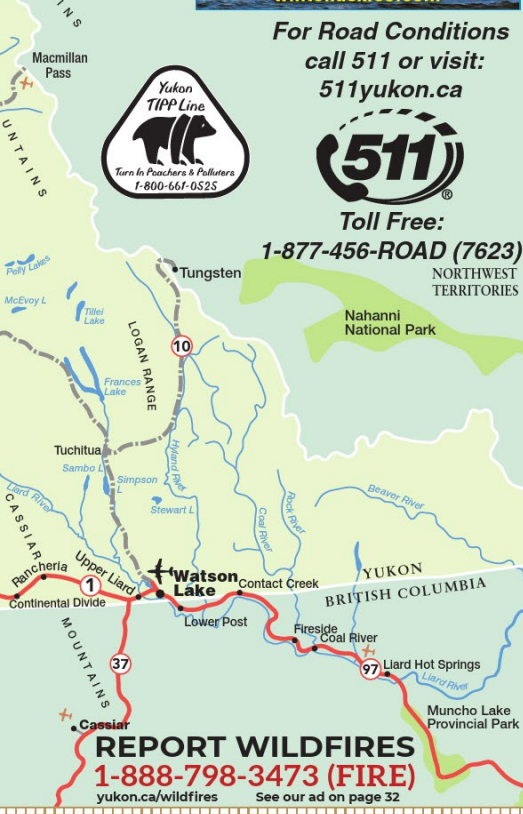 For Road Conditions
call 511 or visit:
511yukon.ca
Macmillan
Pass
Yukon
TIPP Line
Turn In Poachers & Polluters
1-800-661-0525
511
®
Toll Free:
1-877-456-ROAD (7623)
UNTAINS
NS
Tungsten
NORTHWEST
TERRITORIES
Pelly Lakes
McEvoy L
Tillei
Lake
Nahanni
National Park
LOGAN RANGE
10
Frances
Lake
Tuchitua
Hyland River
Sambo L
Simpson
L
Liard River
Stewart L
Coal River
Rock River
Beaver River
CASSIAR
MOUNTAINS
YUKON
BRITISH COLUMBIA
Rancheria
Upper Liard
1
Continental Divide
Watson
Lake
Contact Creek
Lower Post
Fireside
Coal River
37
97
Liard Hot Springs
Liard River
Muncho Lake
Provincial Park
Cassiar
REPORT WILDFIRES
1-888-798-3473 (FIRE)
yukon.ca/wildfires See our ad on page 32